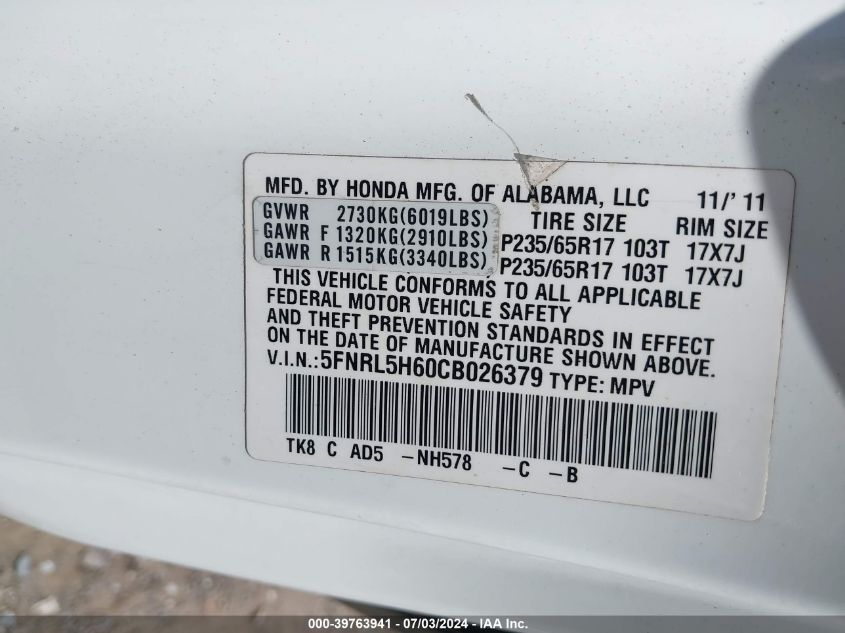 MFD. BY HONDA MFG. OF ALABAMA, LLC 11/' 11
GVWR 2730KG(6019LBS) TIRE SIZE RIM SIZE
GAWR F 1320KG(2910LBS) P235/65R17 103T 17X7J
GAWR R 1515KG(3340LBS) P235/65R17 103T 17X7J
THIS VEHICLE CONFORMS TO ALL APPLICABLE
FEDERAL MOTOR VEHICLE SAFETY
AND THEFT PREVENTION STANDARDS IN EFFECT
ON THE DATE OF MANUFACTURE SHOWN ABOVE.
V.I.N.:5FNRL5H60CB026379 TYPE: MPV
TK8 C AD5 -NH578 -C -B
000-39763941 - 07/03/2024 - IAA Inc.